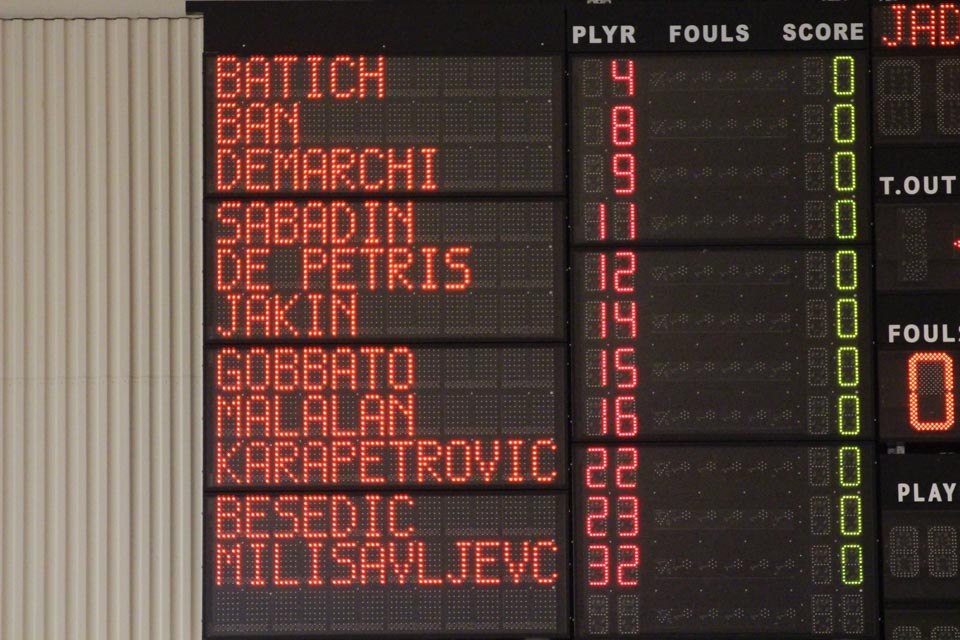 PLYR FOULS SCORE JAD
BATICH 4 0
BAN 8 0
DEMARCHI 9 0
T.OUT
SABADIN 11 0
DE PETRIS 12 0
JAKIN 14 0
FOULS
GOBBATO 15 0
0
MALALAN 16 0
KARAPETROVIC 22 0
PLAY
BESEDIC 23 0
MILISAVLJEVC 32 0